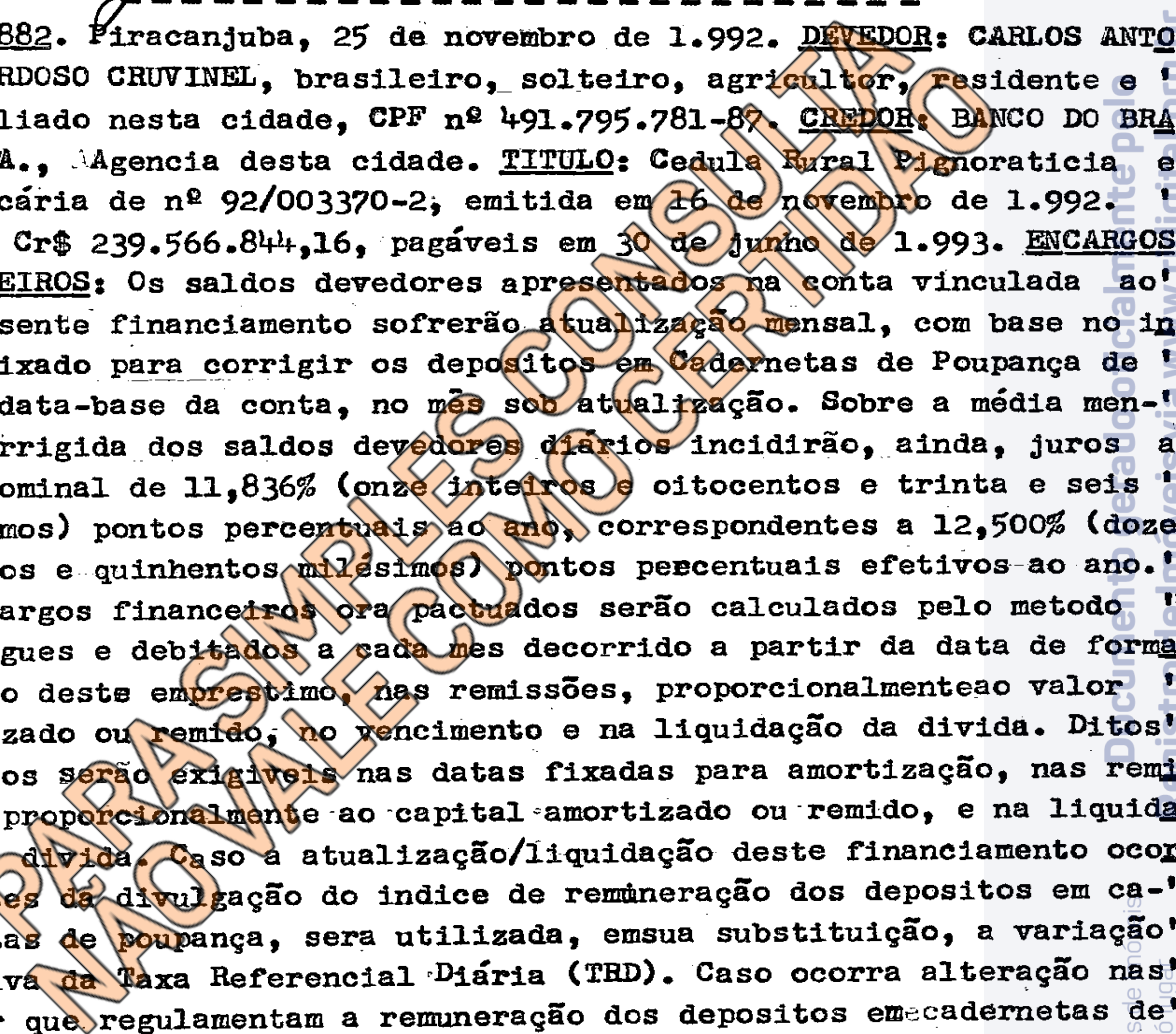 882. Piracanjuba, 25 de novembro de 1.992. DEVEDOR: CARLOS ANTO
RDOSO CRUVINEL, brasileiro, solteiro, agricultor, residente e '
liado nesta cidade, CPF nº 491.795.781-87. CREDOR: BANCO DO BRA
A., Agencia desta cidade. TITULO: Cedula Rural Pignoraticia e
cária de nº 92/003370-2, emitida em 16 de novembro de 1.992. '
Cr$ 239.566.844,16, pagáveis em 30 de junho de 1.993. ENCARGOS
EIROS: Os saldos devedores apresentados na conta vinculada ao'
sente financiamento sofrerão atualização mensal, com base no in
ixado para corrigir os depositos em Cadernetas de Poupança de '
data-base da conta, no mês sob atualização. Sobre a média men-'
rrigida dos saldos devedores diários incidirão, ainda, juros a
ominal de 11,836% (onze inteiros e oitocentos e trinta e seis '
mos) pontos percentuais ao ano, correspondentes a 12,500% (doze
os e quinhentos milésimos) pontos percentuais efetivos ao ano.'
argos financeiros ora pactuados serão calculados pelo metodo '
gues e debitados a cada mes decorrido a partir da data de forma
o deste emprestimo, nas remissões, proporcionalmenteao valor '
zado ou remido, no vencimento e na liquidação da divida. Ditos'
os serão exigiveis nas datas fixadas para amortização, nas remi
proporcionalmente ao capital amortizado ou remido, e na liquida
divida. Caso a atualização/liquidação deste financiamento ocor
es da divulgação do indice de remuneração dos depositos em ca-'
as de poupança, sera utilizada, emsua substituição, a variação'
va da Taxa Referencial Diária (TRD). Caso ocorra alteração nas'
r que regulamentam a remuneração dos depositos emecadernetas de
PARA SIMPLES CONSULTA
NÃO VALE COMO CERTIDÃO
Documento gerado oficialmente pelo